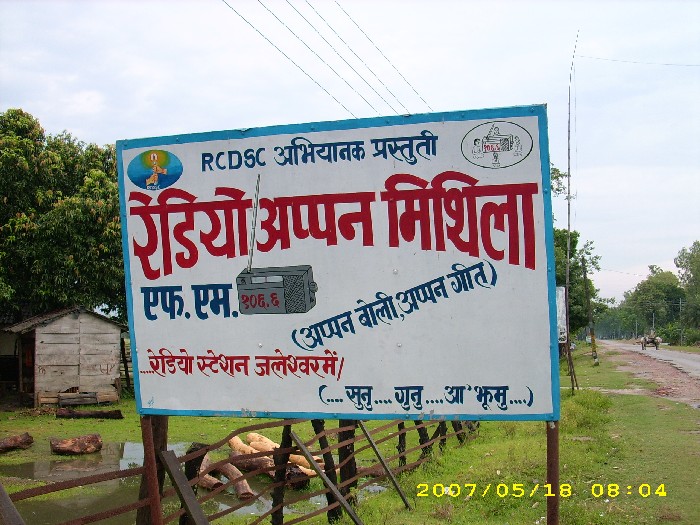 RCDSC अभियानक प्रस्तुती
रेडियो अप्पन मिथिला
एफ. एम. १०६.६
(अप्पन बोली, अप्पन गीत)
...रेडियो स्टेशन जलेश्वरमें/
(.... सुनु .... गुनु .... आ' झूमु ....)
2007/05/18 08:04